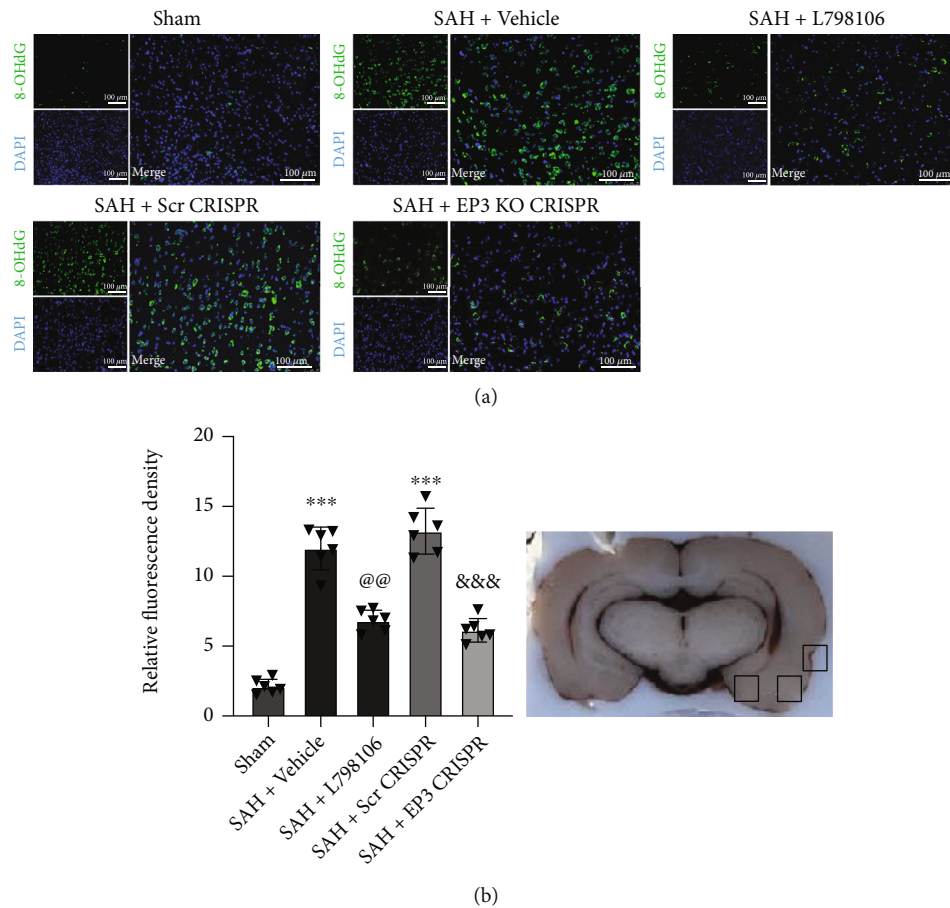 Sham
SAH + Vehicle
SAH + L798106
8-OHdG
100 μm
DAPI
100 μm
Merge
100 μm
8-OHdG
100 μm
DAPI
100 μm
Merge
100 μm
8-OHdG
100 μm
DAPI
100 μm
Merge
100 μm
SAH + Scr CRISPR
SAH + EP3 KO CRISPR
8-OHdG
100 μm
DAPI
100 μm
Merge
100 μm
8-OHdG
100 μm
DAPI
100 μm
Merge
100 μm
(a)
Relative fluorescence density
20
15
10
5
0
***
@@
***
&&&
Sham
SAH + Vehicle
SAH + L798106
SAH + Scr CRISPR
SAH + EP3 CRISPR
(b)